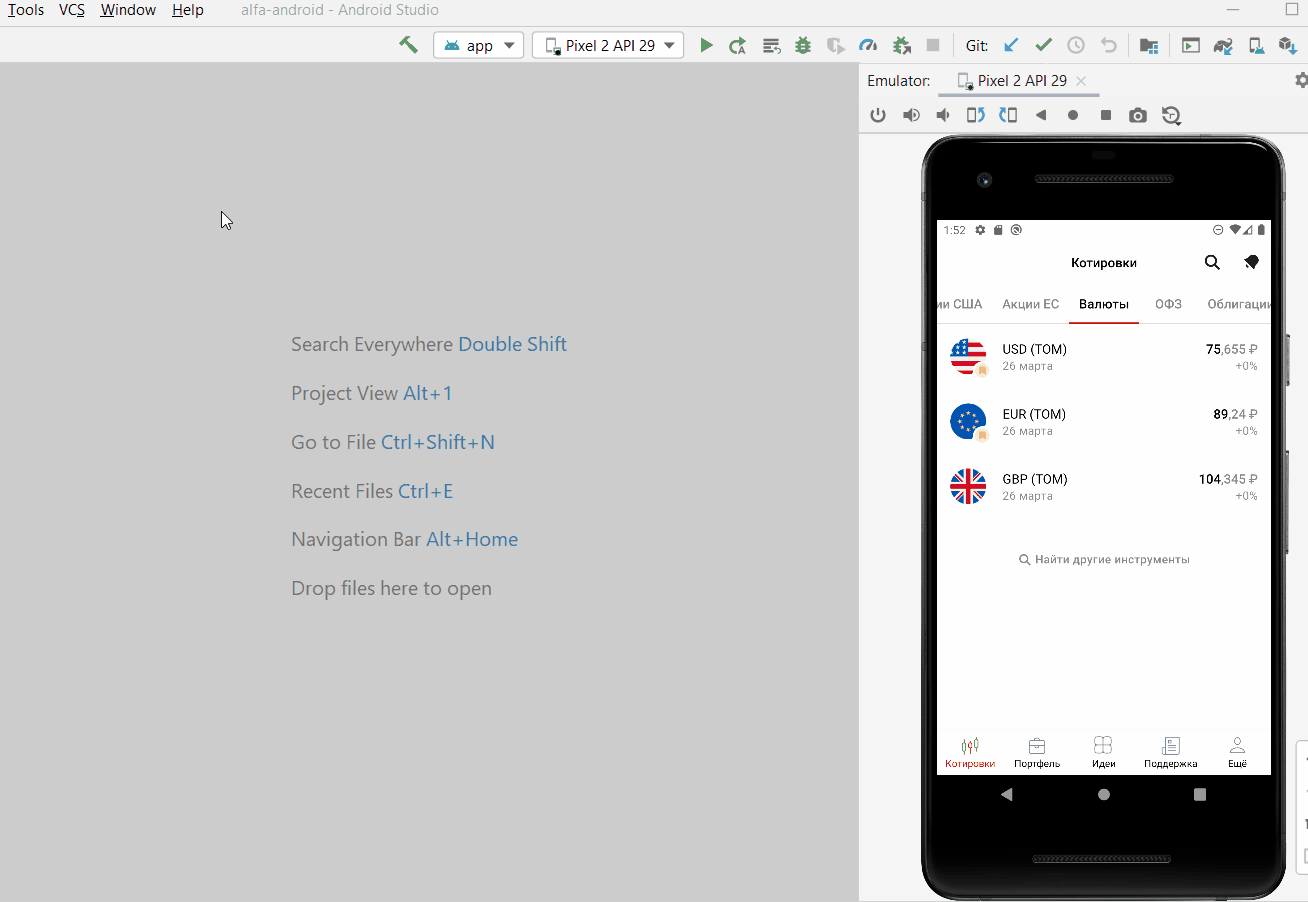 Tools VCS Window Help alfa-android - Android Studio
app Pixel 2 API 29 Git:
Emulator: Pixel 2 API 29
Search Everywhere Double Shift
Project View Alt+1
Go to File Ctrl+Shift+N
Recent Files Ctrl+E
Navigation Bar Alt+Home
Drop files here to open
1:52
Котировки
ии США Акции ЕС Валюты ОФЗ Облигации
USD (TOM) 75,655 ₽
26 марта +0%
EUR (TOM) 89,24 ₽
26 марта +0%
GBP (TOM) 104,345 ₽
26 марта +0%
Найти другие инструменты
Котировки Портфель Идеи Поддержка Ещё